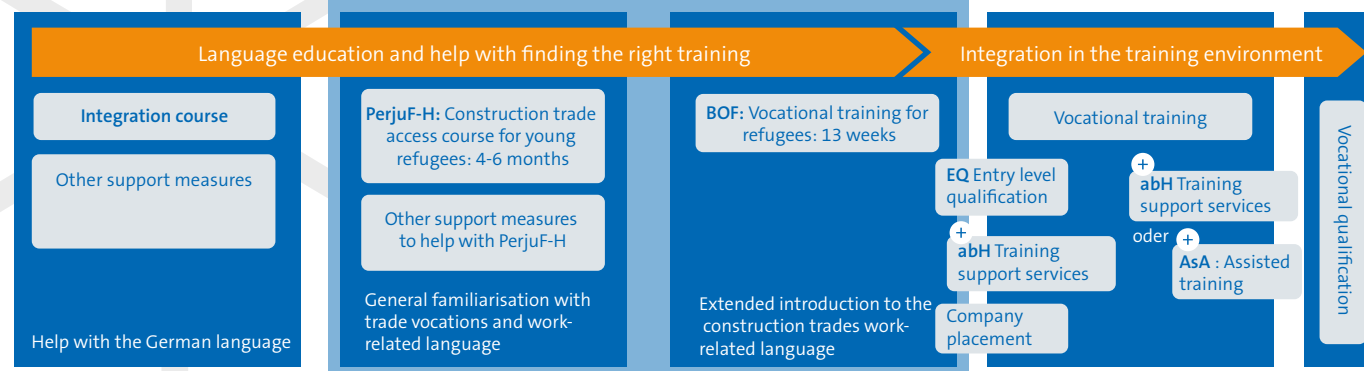 Language education and help with finding the right training
Integration in the training environment
Integration course
Other support measures
Help with the German language
PerjuF-H: Construction trade
access course for young
refugees: 4-6 months
Other support measures
to help with PerjuF-H
General familiarisation with
trade vocations and work-
related language
BOF: Vocational training for
refugees: 13 weeks
Extended introduction to the
construction trades work-
related language
EQ Entry level
qualification
+
abH Training
support services
Company
placement
Vocational training
+
abH Training
support services
oder
+
AsA : Assisted
training
Vocational qualification